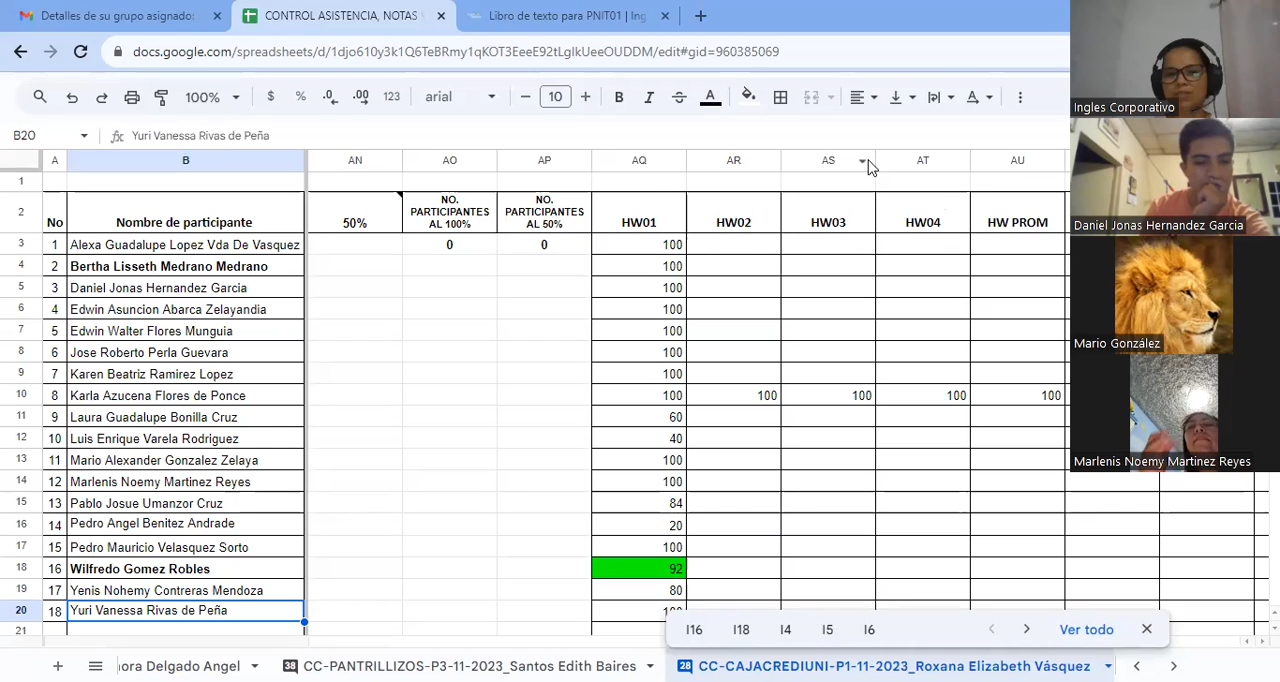 Detalles de su grupo asignado:
CONTROL ASISTENCIA, NOTAS
Libro de texto para PNIT01 | Ing
docs.google.com/spreadsheets/d/1djo610y3k1Q6TeBRmy1qKOT3EeeE92tLgIkUeeOUDDM/edit#gid=960385069
100% $ % .0 .00 123 arial 10 B I A
B20 fx Yuri Vanessa Rivas de Peña
A B AN AO AP AQ AR AS AT AU
1
2 No Nombre de participante 50% NO. PARTICIPANTES AL 100% NO. PARTICIPANTES AL 50% HW01 HW02 HW03 HW04 HW PROM
3 1 Alexa Guadalupe Lopez Vda De Vasquez 0 0 100
4 2 Bertha Lisseth Medrano Medrano 100
5 3 Daniel Jonas Hernandez Garcia 100
6 4 Edwin Asuncion Abarca Zelayandia 100
7 5 Edwin Walter Flores Munguia 100
8 6 Jose Roberto Perla Guevara 100
9 7 Karen Beatriz Ramirez Lopez 100
10 8 Karla Azucena Flores de Ponce 100 100 100 100 100
11 9 Laura Guadalupe Bonilla Cruz 60
12 10 Luis Enrique Varela Rodriguez 40
13 11 Mario Alexander Gonzalez Zelaya 100
14 12 Marlenis Noemy Martinez Reyes 100
15 13 Pablo Josue Umanzor Cruz 84
16 14 Pedro Angel Benitez Andrade 20
17 15 Pedro Mauricio Velasquez Sorto 100
18 16 Wilfredo Gomez Robles 92
19 17 Yenis Nohemy Contreras Mendoza 80
20 18 Yuri Vanessa Rivas de Peña
21
I16 I18 I4 I5 I6 Ver todo
hora Delgado Angel
38 CC-PANTRILLIZOS-P3-11-2023_Santos Edith Baires
28 CC-CAJACREDIUNI-P1-11-2023_Roxana Elizabeth Vásquez
Ingles Corporativo
Daniel Jonas Hernandez Garcia
Mario González
Marlenis Noemy Martinez Reyes